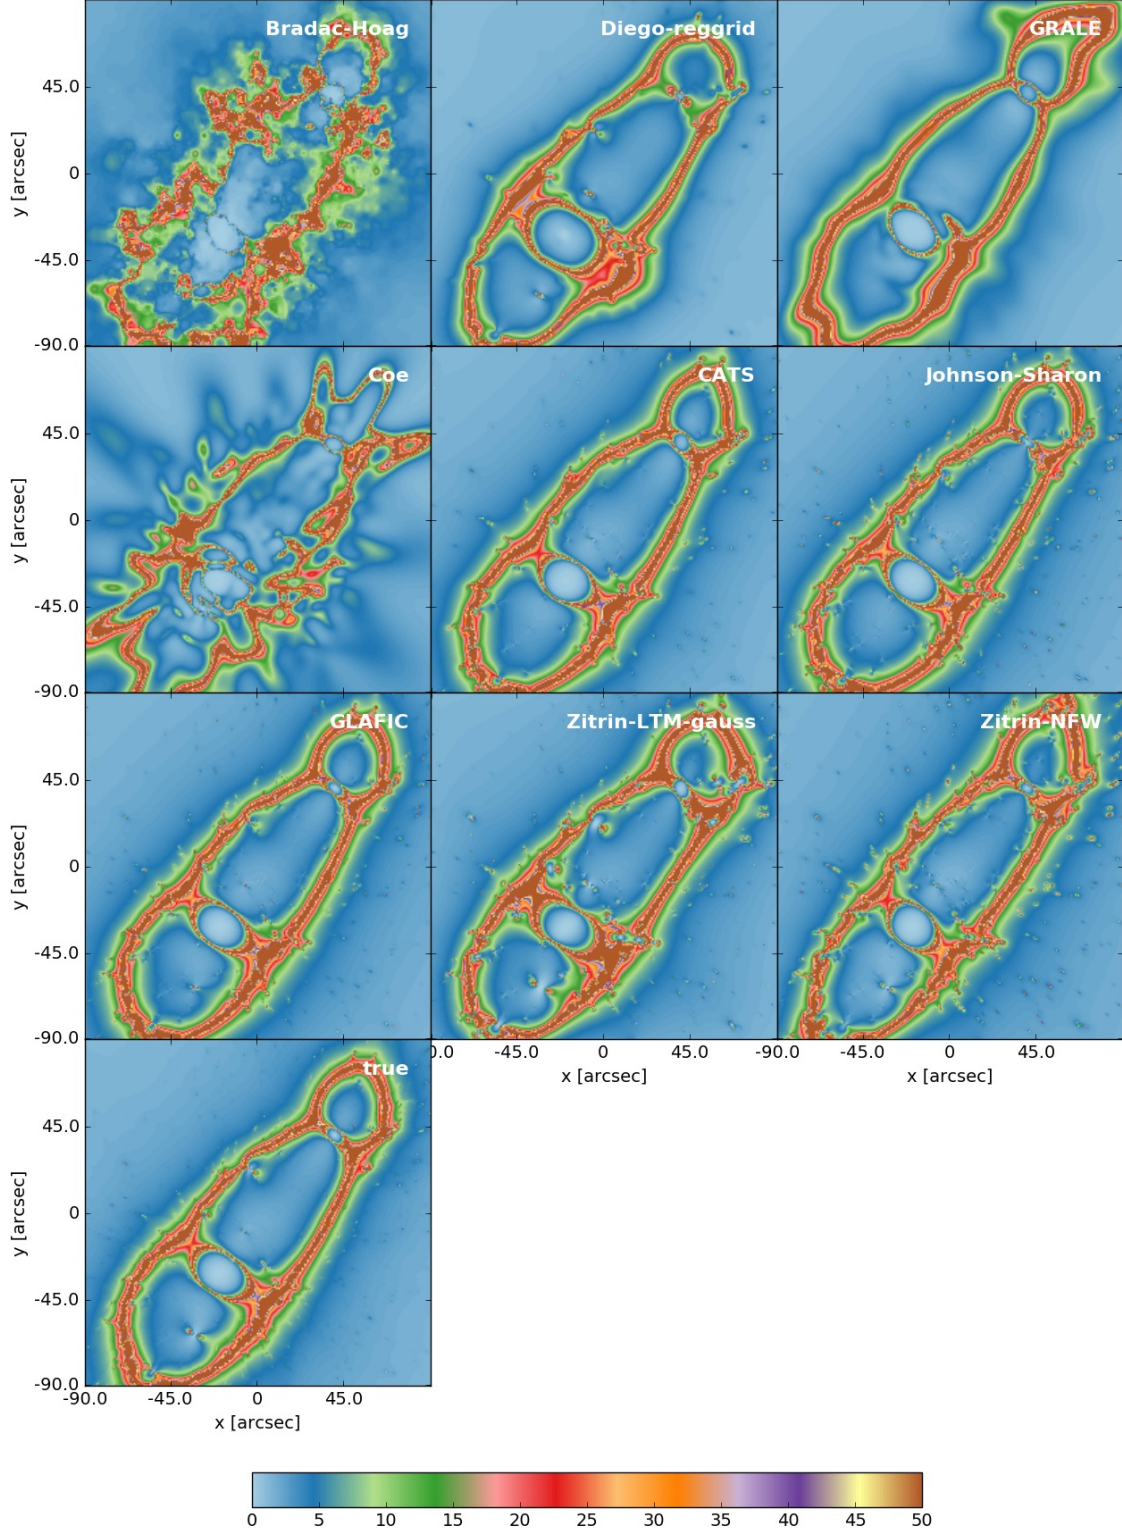 Bradac-Hoag
Diego-reggrid
GRALE
45.0
0
-45.0
-90.0
y [arcsec]
Coe
CATS
Johnson-Sharon
45.0
0
-45.0
-90.0
y [arcsec]
GLAFIC
Zitrin-LTM-gauss
Zitrin-NFW
45.0
0
-45.0
-90.0
y [arcsec]
0.0 -45.0 0 45.0 -90.0 -45.0 0 45.0
x [arcsec] x [arcsec]
true
45.0
0
-45.0
-90.0
y [arcsec]
-90.0 -45.0 0 45.0
x [arcsec]
0 5 10 15 20 25 30 35 40 45 50